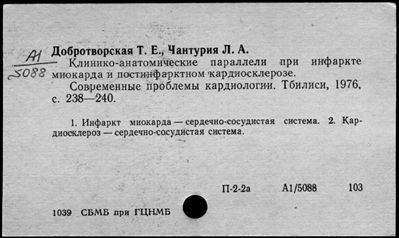 А1
5088
Добротворская Т. Е., Чантурия Л. А.
Клинико-анатомические параллели при инфаркте
миокарда и постинфарктном кардиосклерозе.
Современные проблемы кардиологии. Тбилиси, 1976,
с. 238—240.
1. Инфаркт миокарда — сердечно-сосудистая система. 2. Кар-
диосклероз — сердечно-сосудистая система.
П-2-2а А1/5088 103
1039 СБМБ при ГЦНМБ